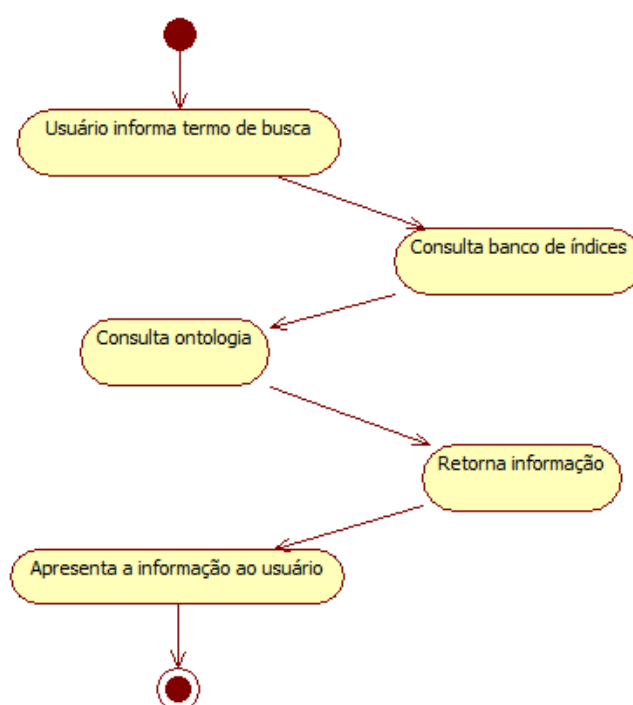 Usuário informa termo de busca
Consulta banco de índices
Consulta ontologia
Retorna informação
Apresenta a informação ao usuário